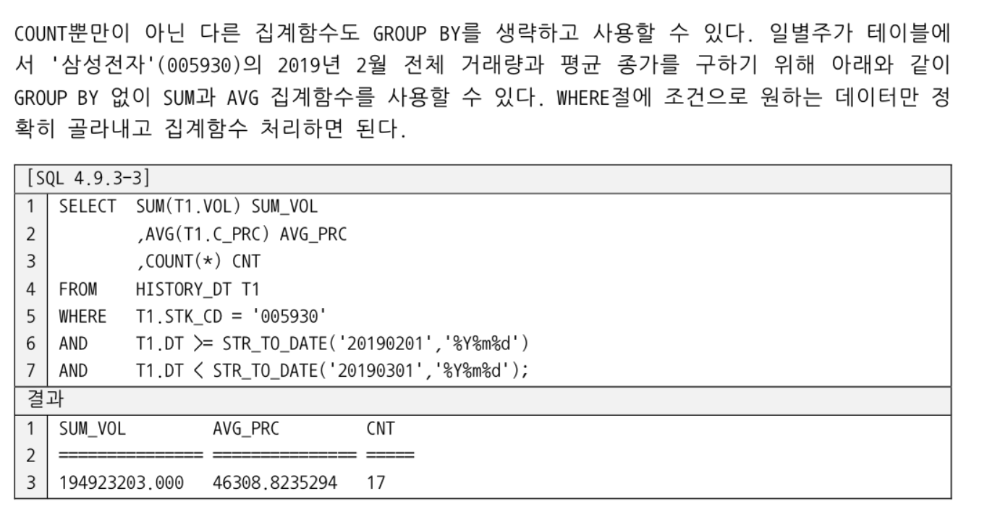 COUNT뿐만이 아닌 다른 집계함수도 GROUP BY를 생략하고 사용할 수 있다. 일별주가 테이블에
서 '삼성전자'(005930)의 2019년 2월 전체 거래량과 평균 종가를 구하기 위해 아래와 같이
GROUP BY 없이 SUM과 AVG 집계함수를 사용할 수 있다. WHERE절에 조건으로 원하는 데이터만 정
확히 골라내고 집계함수 처리하면 된다.
[SQL 4.9.3-3]
1 SELECT SUM(T1.VOL) SUM_VOL
2 ,AVG(T1.C_PRC) AVG_PRC
3 ,COUNT(*) CNT
4 FROM HISTORY_DT T1
5 WHERE T1.STK_CD = '005930'
6 AND T1.DT >= STR_TO_DATE('20190201','%Y%m%d')
7 AND T1.DT < STR_TO_DATE('20190301','%Y%m%d');
결과
1 SUM_VOL AVG_PRC CNT
2 =============== =============== =====
3 194923203.000 46308.8235294 17